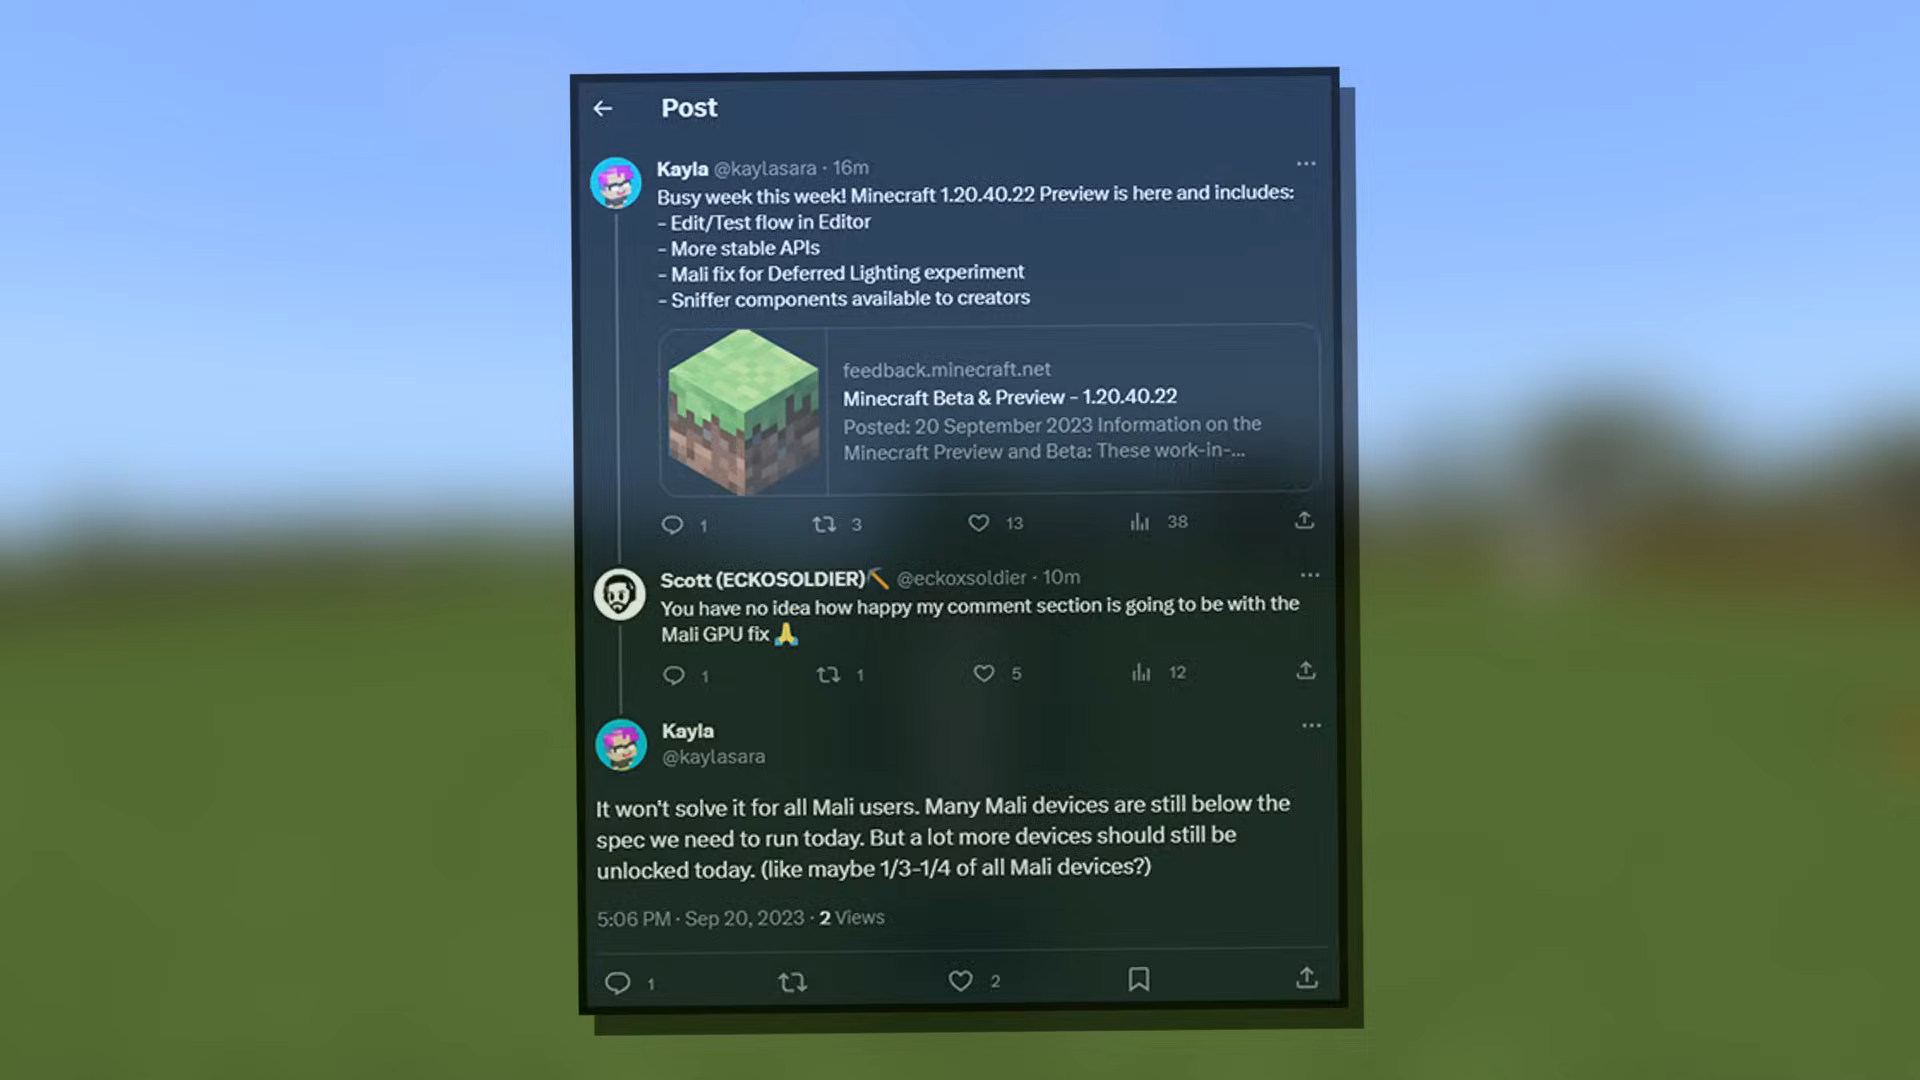 Post
Kayla @kaylasara · 16m
Busy week this week! Minecraft 1.20.40.22 Preview is here and includes:
- Edit/Test flow in Editor
- More stable APIs
- Mali fix for Deferred Lighting experiment
- Sniffer components available to creators
feedback.minecraft.net
Minecraft Beta & Preview - 1.20.40.22
Posted: 20 September 2023 Information on the
Minecraft Preview and Beta: These work-in-...
1 3 13 38
Scott (ECKOSOLDIER)⛏️ @eckoxsoldier · 10m
You have no idea how happy my comment section is going to be with the
Mali GPU fix 🙏
1 1 5 12
Kayla
@kaylasara
It won't solve it for all Mali users. Many Mali devices are still below the
spec we need to run today. But a lot more devices should still be
unlocked today. (like maybe 1/3-1/4 of all Mali devices?)
5:06 PM · Sep 20, 2023 · 2 Views
1 2